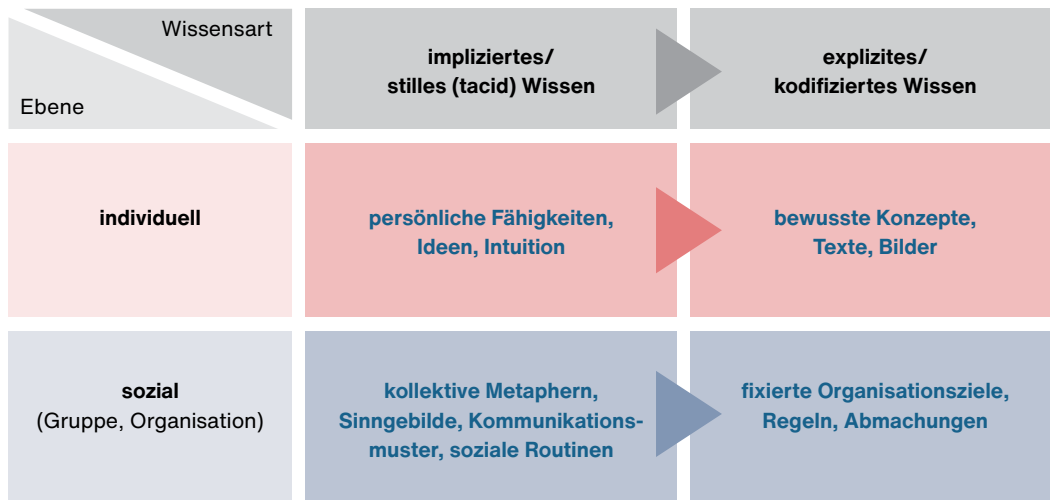 Wissensart
Ebene
impliziertes/
stilles (tacid) Wissen
explizites/
kodifiziertes Wissen
individuell
persönliche Fähigkeiten,
Ideen, Intuition
bewusste Konzepte,
Texte, Bilder
sozial
(Gruppe, Organisation)
kollektive Metaphern,
Sinngebilde, Kommunikations-
muster, soziale Routinen
fixierte Organisationsziele,
Regeln, Abmachungen